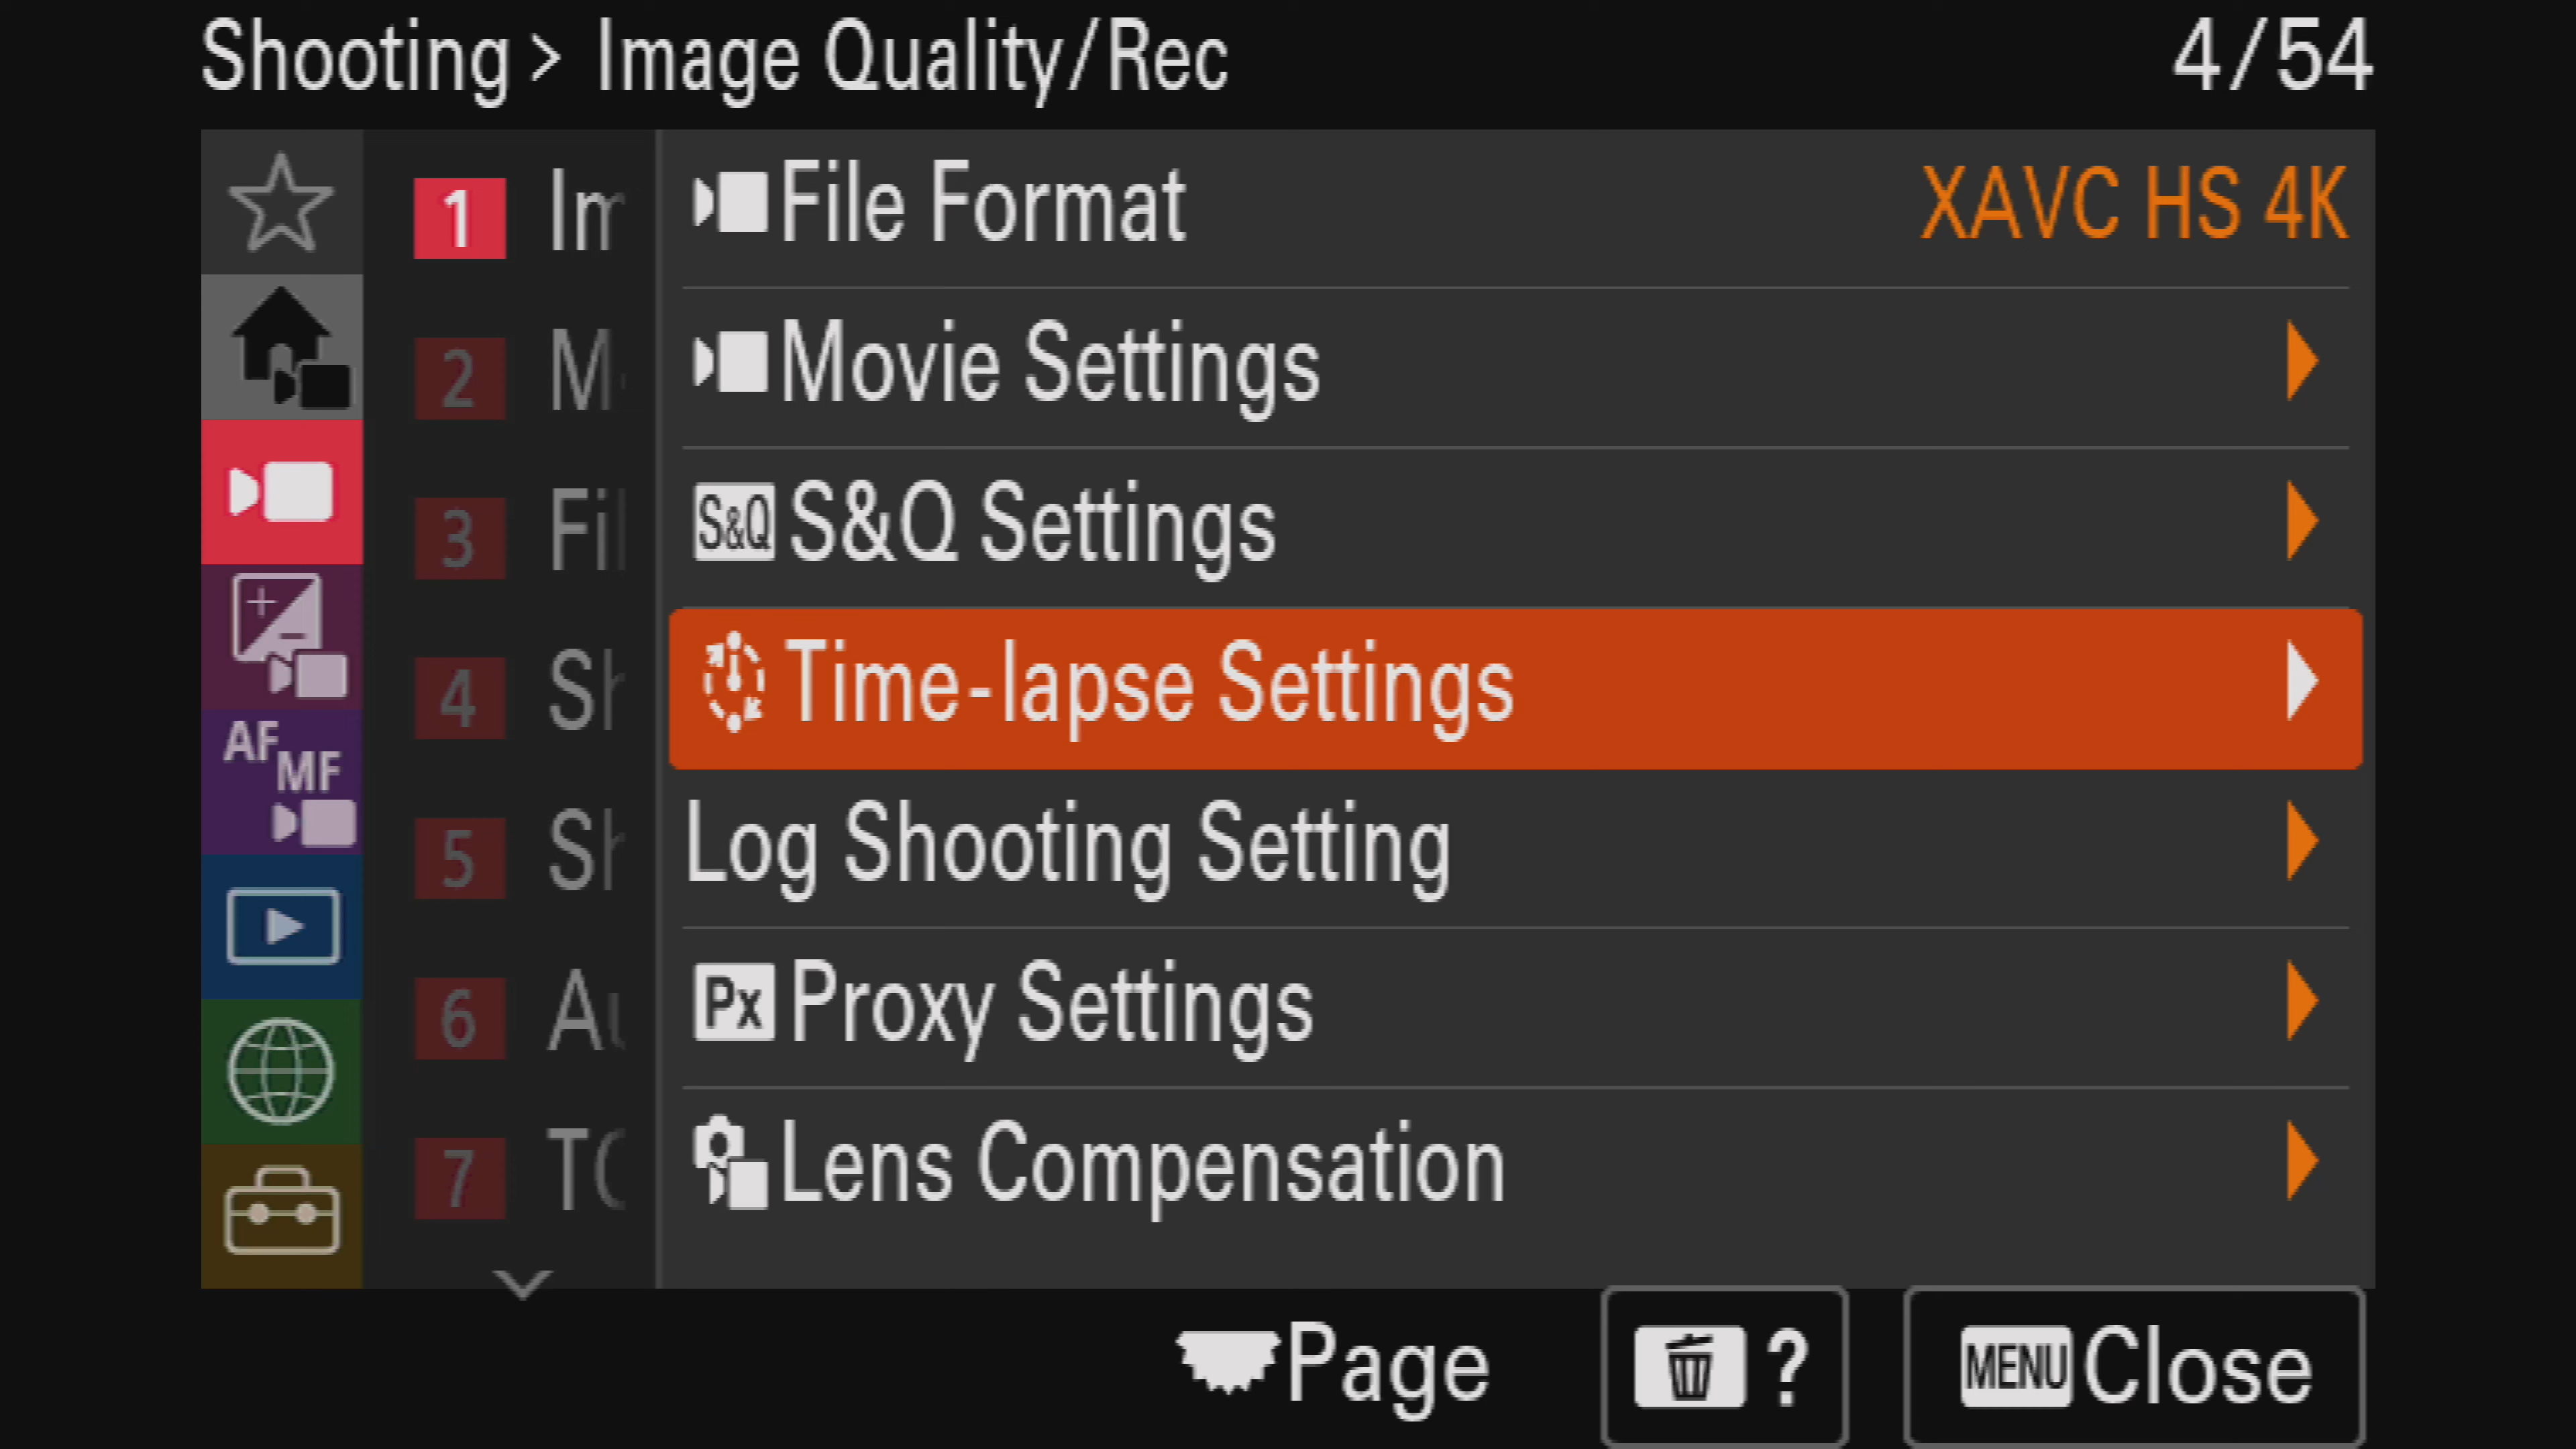 Shooting > Image Quality/Rec 4/54
1
2
3
4
5
6
7
AF MF
File Format XAVC HS 4K
Movie Settings
S&Q S&Q Settings
Time-lapse Settings
Log Shooting Setting
Px Proxy Settings
Lens Compensation
Page ? MENU Close